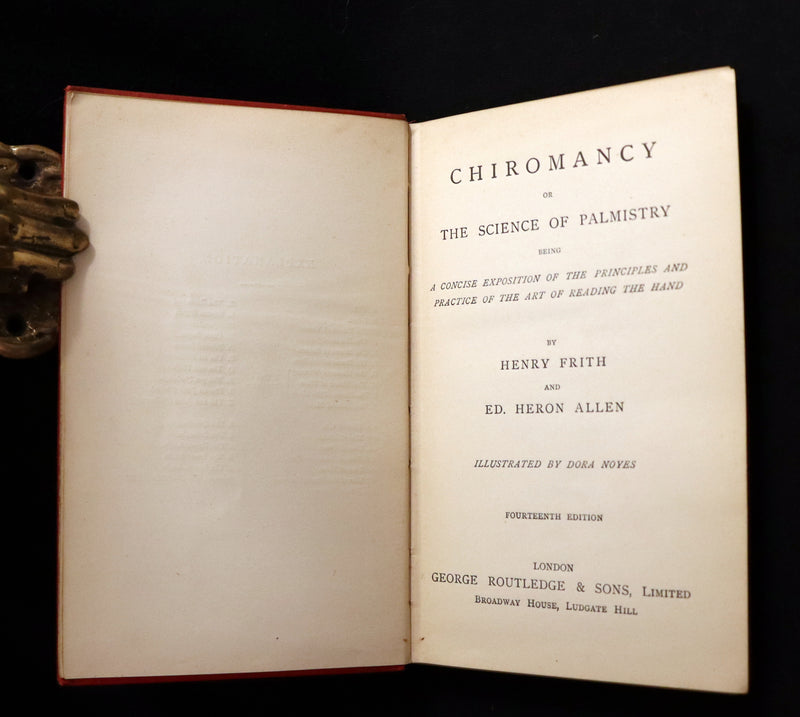 CHIROMANCY
OR
THE SCIENCE OF PALMISTRY
BEING
A CONCISE EXPOSITION OF THE PRINCIPLES AND
PRACTICE OF THE ART OF READING THE HAND
BY
HENRY FRITH
AND
ED. HERON ALLEN
ILLUSTRATED BY DORA NOYES
FOURTEENTH EDITION
LONDON
GEORGE ROUTLEDGE & SONS, LIMITED
BROADWAY HOUSE, LUDGATE HILL